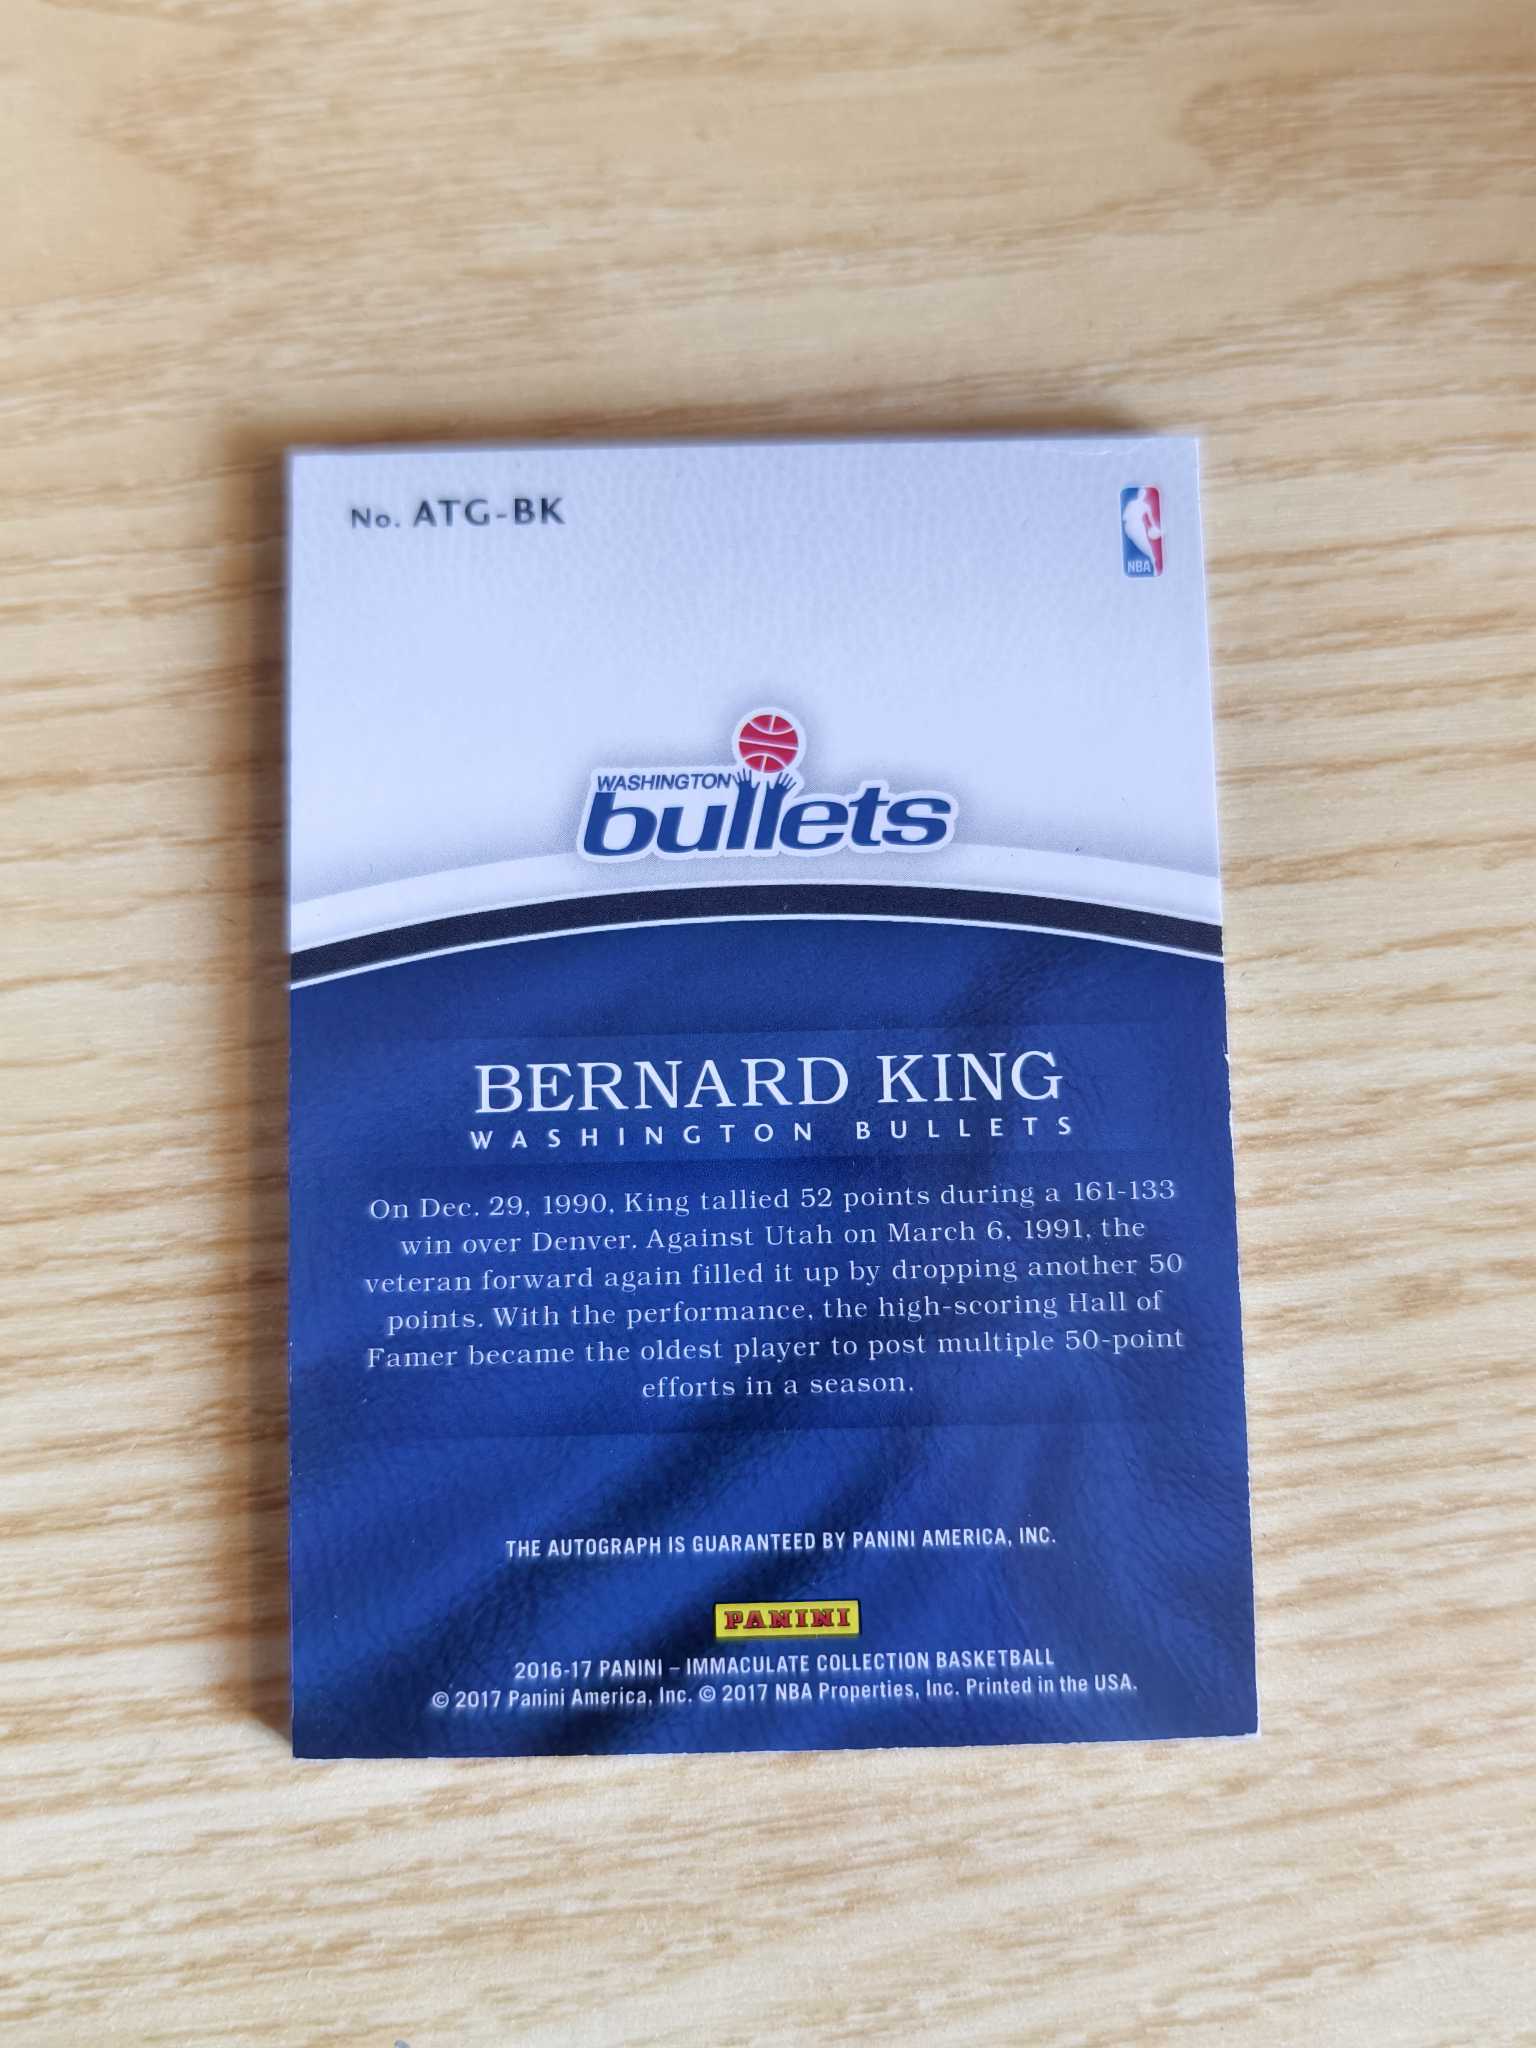 No. ATG-BK
NBA
WASHINGTON
bullets
BERNARD KING
WASHINGTON BULLETS
On Dec. 29, 1990, King tallied 52 points during a 161-133
win over Denver. Against Utah on March 6, 1991, the
veteran forward again filled it up by dropping another 50
points. With the performance, the high-scoring Hall of
Famer became the oldest player to post multiple 50-point
efforts in a season.
THE AUTOGRAPH IS GUARANTEED BY PANINI AMERICA, INC.
PANINI
2016-17 PANINI – IMMACULATE COLLECTION BASKETBALL
© 2017 Panini America, Inc. © 2017 NBA Properties, Inc. Printed in the USA.